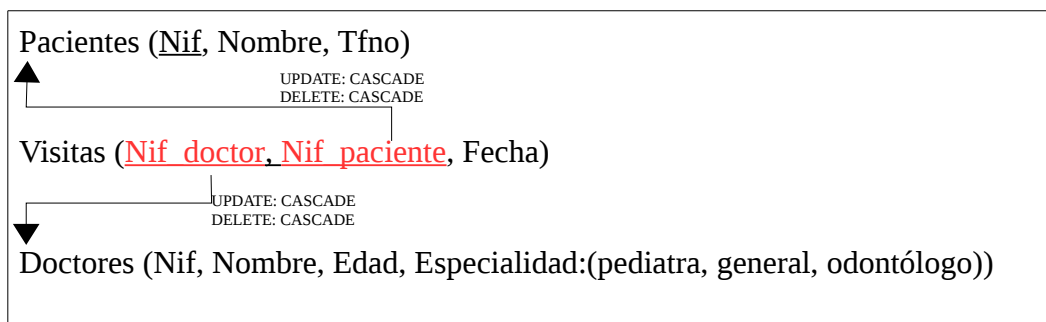 Pacientes (Nif, Nombre, Tfno)
UPDATE: CASCADE
DELETE: CASCADE
Visitas (Nif_doctor, Nif_paciente, Fecha)
UPDATE: CASCADE
DELETE: CASCADE
Doctores (Nif, Nombre, Edad, Especialidad:(pediatra, general, odontólogo))